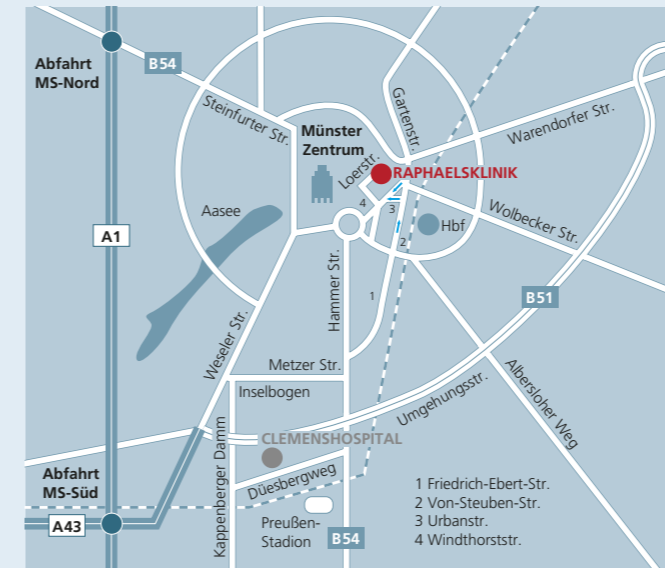 Abfahrt
MS-Nord
B54
Steinfurter Str.
Münster
Zentrum
Gartenstr.
Warendorfer Str.
Loerstr.
RAPHAELSKLINIK
Aasee
4
3
Wolbecker Str.
Hbf
2
A1
Hammer Str.
B51
1
Weseler Str.
Metzer Str.
Inselbogen
Umgehungsstr.
Albersloher Weg
CLEMENSHOSPITAL
Kappenberger Damm
Düesbergweg
Abfahrt
MS-Süd
A43
Preußen-
Stadion
B54
1 Friedrich-Ebert-Str.
2 Von-Steuben-Str.
3 Urbanstr.
4 Windthorststr.